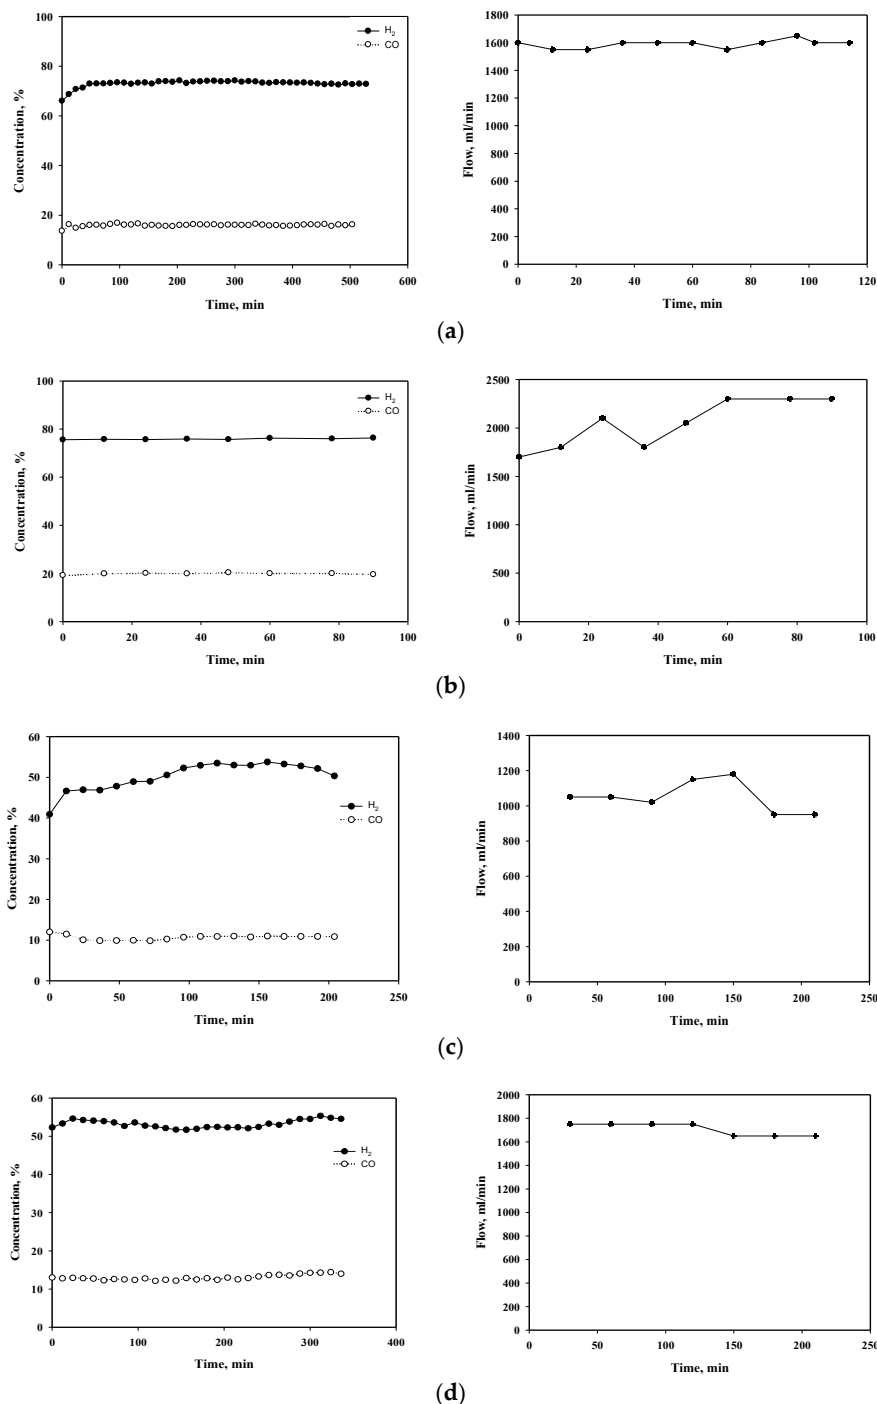 Concentration, %
100
80
60
40
20
0
H₂
CO
0 100 200 300 400 500 600
Time, min
Flow, ml/min
1800
1600
1400
1200
1000
800
600
400
200
0
0 20 40 60 80 100 120
Time, min
(a)
Concentration, %
100
80
60
40
20
0
H₂
CO
0 20 40 60 80 100
Time, min
Flow, ml/min
2500
2000
1500
1000
500
0
0 20 40 60 80 100
Time, min
(b)
Concentration, %
60
50
40
30
20
10
0
H₂
CO
0 50 100 150 200 250
Time, min
Flow, ml/min
1400
1200
1000
800
600
400
200
0
0 50 100 150 200 250
Time, min
(c)
Concentration, %
60
50
40
30
20
10
0
H₂
CO
0 100 200 300 400
Time, min
Flow, ml/min
2000
1800
1600
1400
1200
1000
800
600
400
200
0
0 50 100 150 200 250
Time, min
(d)